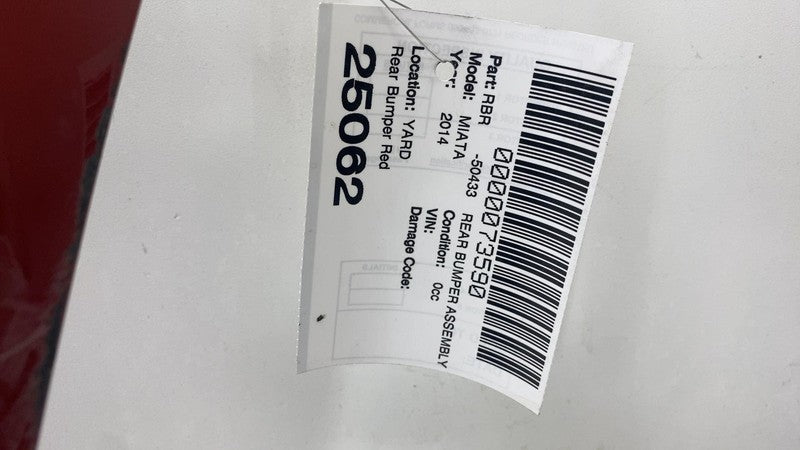 0000073590
Part: RBR -50433 REAR BUMPER ASSEMBLY
Model: MIATA Condition: 0cc
Year: 2014 VIN:
Damage Code:
Location: YARD
Rear Bumper Red
25062